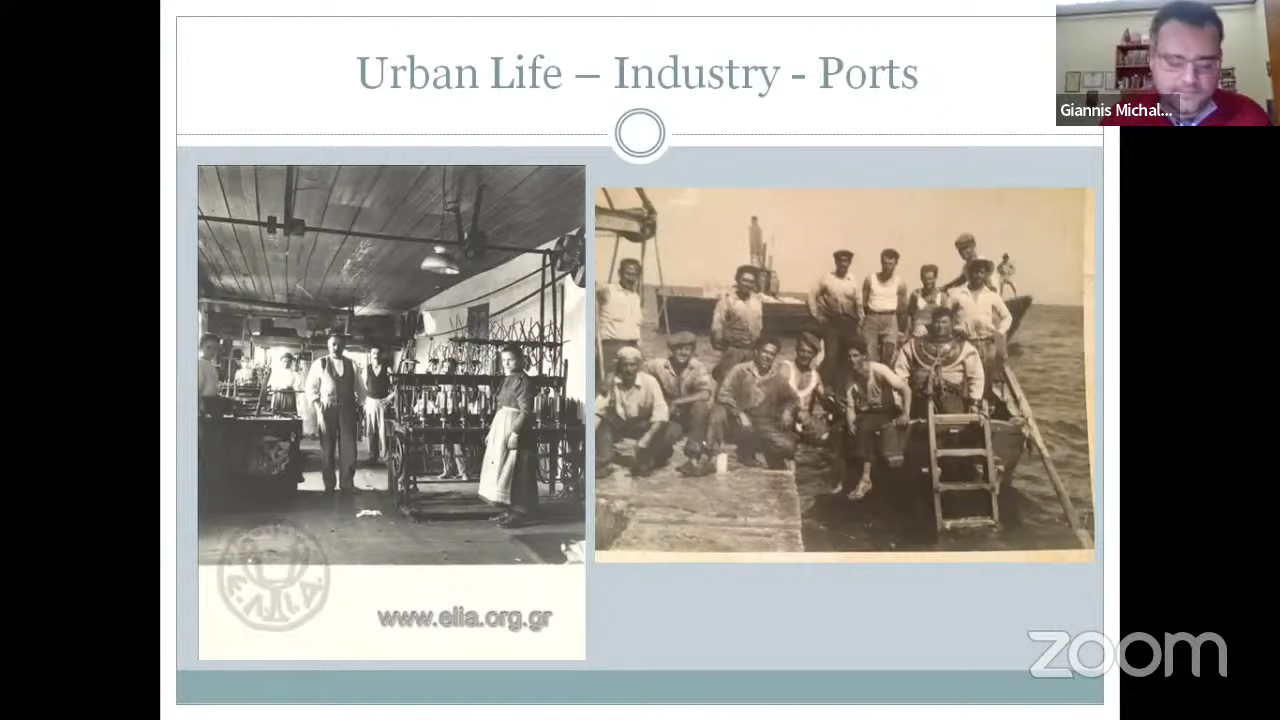 Urban Life – Industry - Ports
Giannis Michal...
Ε.Λ.Ι.Α.
www.elia.org.gr
zoom